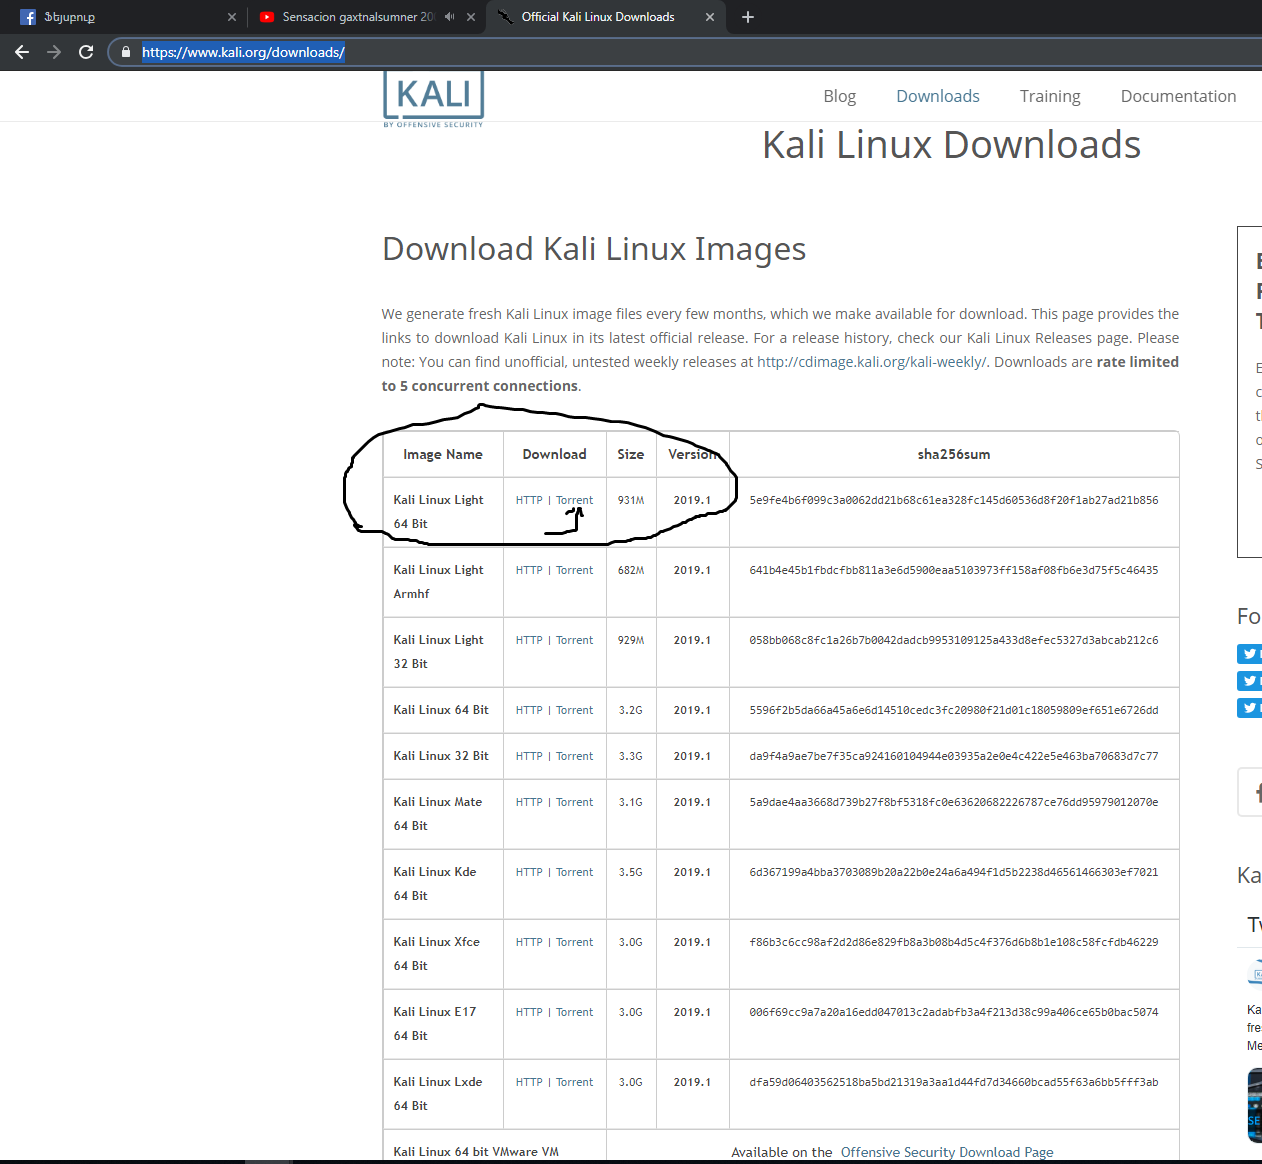 Ֆեյսբուք
Sensacion gaxtnalsumner 20
Official Kali Linux Downloads
https://www.kali.org/downloads/
KALI
BY OFFENSIVE SECURITY
Blog Downloads Training Documentation
Kali Linux Downloads
Download Kali Linux Images
We generate fresh Kali Linux image files every few months, which we make available for download. This page provides the
links to download Kali Linux in its latest official release. For a release history, check our Kali Linux Releases page. Please
note: You can find unofficial, untested weekly releases at http://cdimage.kali.org/kali-weekly/. Downloads are rate limited
to 5 concurrent connections.
Image Name Download Size Version sha256sum
Kali Linux Light
64 Bit
HTTP | Torrent 931M 2019.1 5e9fe4b6f099c3a0062dd21b68c61ea328fc145d60536d8f20f1ab27ad21b856
Kali Linux Light
Armhf
HTTP | Torrent 682M 2019.1 641b4e45b1fbdcfbb811a3e6d5900eaa5103973ff158af08fb6e3d75f5c46435
Kali Linux Light
32 Bit
HTTP | Torrent 929M 2019.1 058bb068c8fc1a26b7b0042dadcb9953109125a433d8efec5327d3abcab212c6
Kali Linux 64 Bit HTTP | Torrent 3.2G 2019.1 5596f2b5da66a45a6e6d14510cedc3fc20980f21d01c18059809ef651e6726dd
Kali Linux 32 Bit HTTP | Torrent 3.3G 2019.1 da9f4a9ae7be7f35ca924160104944e03935a2e0e4c422e5e463ba70683d7c77
Kali Linux Mate
64 Bit
HTTP | Torrent 3.1G 2019.1 5a9dae4aa3668d739b27f8bf5318fc0e63620682226787ce76dd95979012070e
Kali Linux Kde
64 Bit
HTTP | Torrent 3.5G 2019.1 6d367199a4bba3703089b20a22b0e24a6a494f1d5b2238d46561466303ef7021
Kali Linux Xfce
64 Bit
HTTP | Torrent 3.0G 2019.1 f86b3c6cc98af2d2d86e829fb8a3b08b4d5c4f376d6b8b1e108c58fcfdb46229
Kali Linux E17
64 Bit
HTTP | Torrent 3.0G 2019.1 006f69cc9a7a20a16edd047013c2adabfb3a4f213d38c99a406ce65b0bac5074
Kali Linux Lxde
64 Bit
HTTP | Torrent 3.0G 2019.1 dfa59d06403562518ba5bd21319a3aa1d44fd7d34660bcad55f63a6bb5fff3ab
Kali Linux 64 bit VMware VM Available on the Offensive Security Download Page
Fo
Ka
Tw
Ka
fres
Me